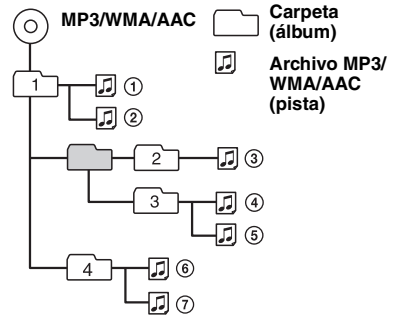 MP3/WMA/AAC
Carpeta
(álbum)
Archivo MP3/
WMA/AAC
(pista)
1
①
②
2
③
3
④
⑤
4
⑥
⑦